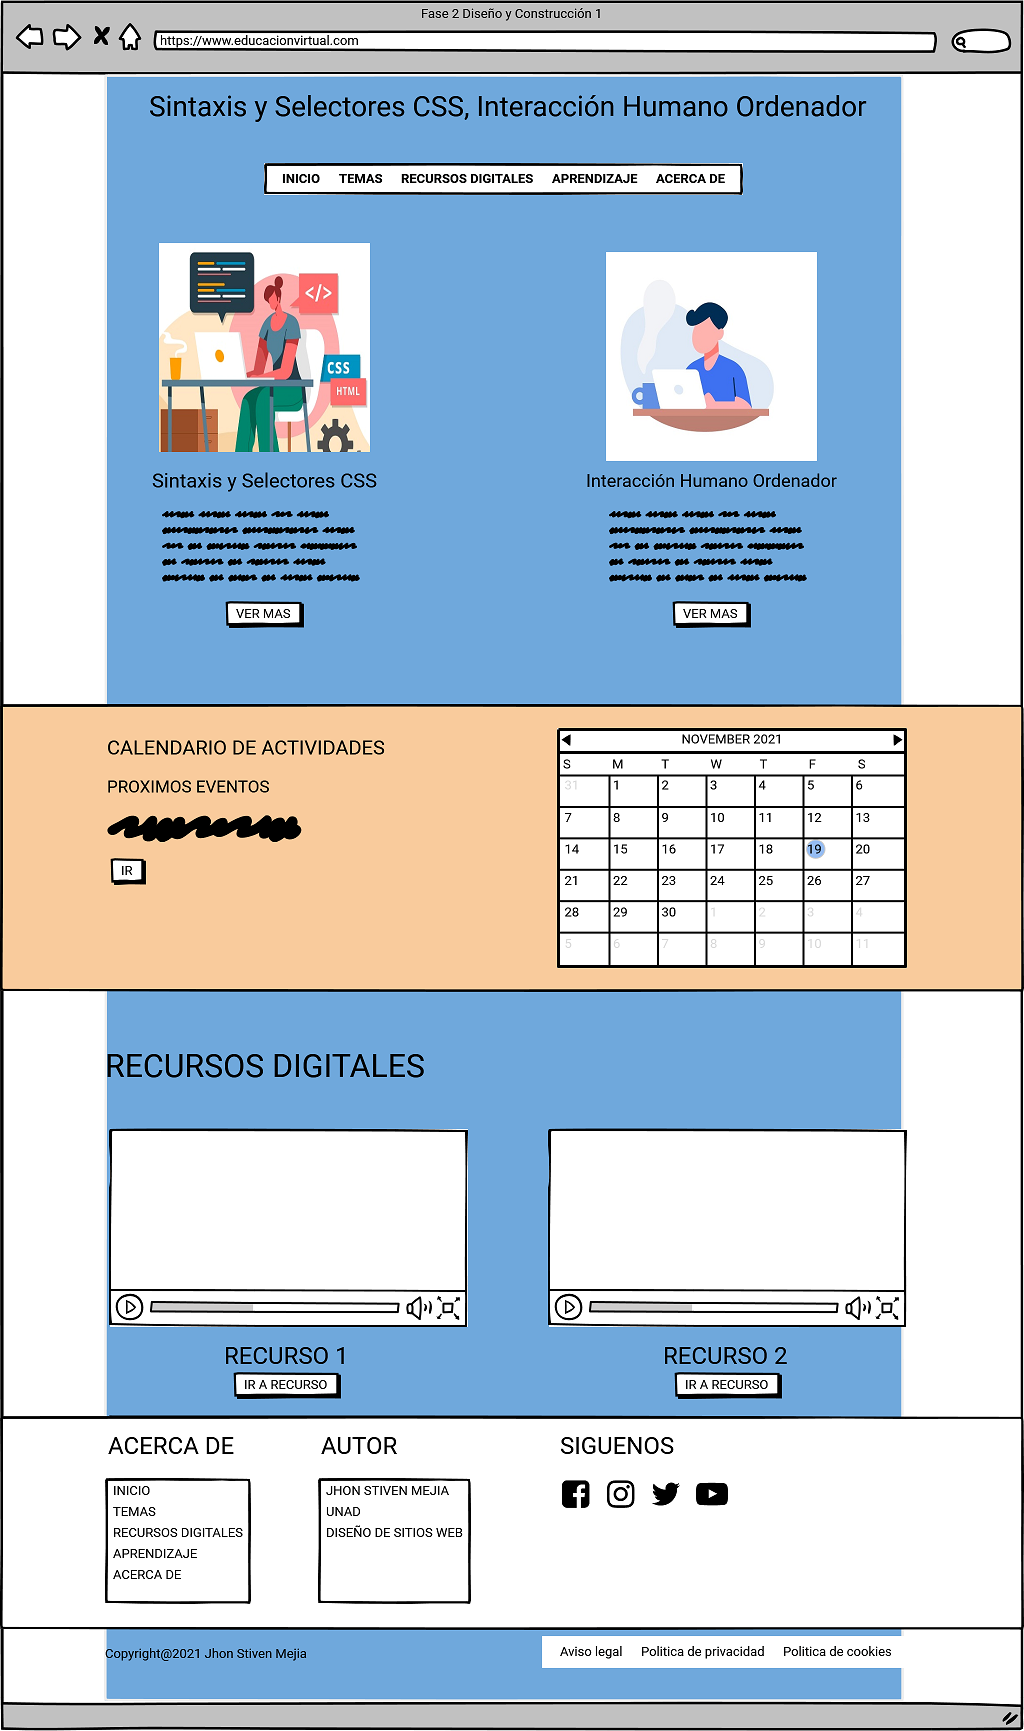 Fase 2 Diseño y Construcción 1
https://www.educacionvirtual.com
Sintaxis y Selectores CSS, Interacción Humano Ordenador
INICIO TEMAS RECURSOS DIGITALES APRENDIZAJE ACERCA DE
</>
CSS
HTML
Sintaxis y Selectores CSS
VER MAS
Interacción Humano Ordenador
VER MAS
CALENDARIO DE ACTIVIDADES
PROXIMOS EVENTOS
IR
NOVEMBER 2021
S M T W T F S
31 1 2 3 4 5 6
7 8 9 10 11 12 13
14 15 16 17 18 19 20
21 22 23 24 25 26 27
28 29 30 1 2 3 4
5 6 7 8 9 10 11
RECURSOS DIGITALES
RECURSO 1
IR A RECURSO
RECURSO 2
IR A RECURSO
ACERCA DE
INICIO
TEMAS
RECURSOS DIGITALES
APRENDIZAJE
ACERCA DE
AUTOR
JHON STIVEN MEJIA
UNAD
DISEÑO DE SITIOS WEB
SIGUENOS
Copyright@2021 Jhon Stiven Mejia
Aviso legal Politica de privacidad Politica de cookies